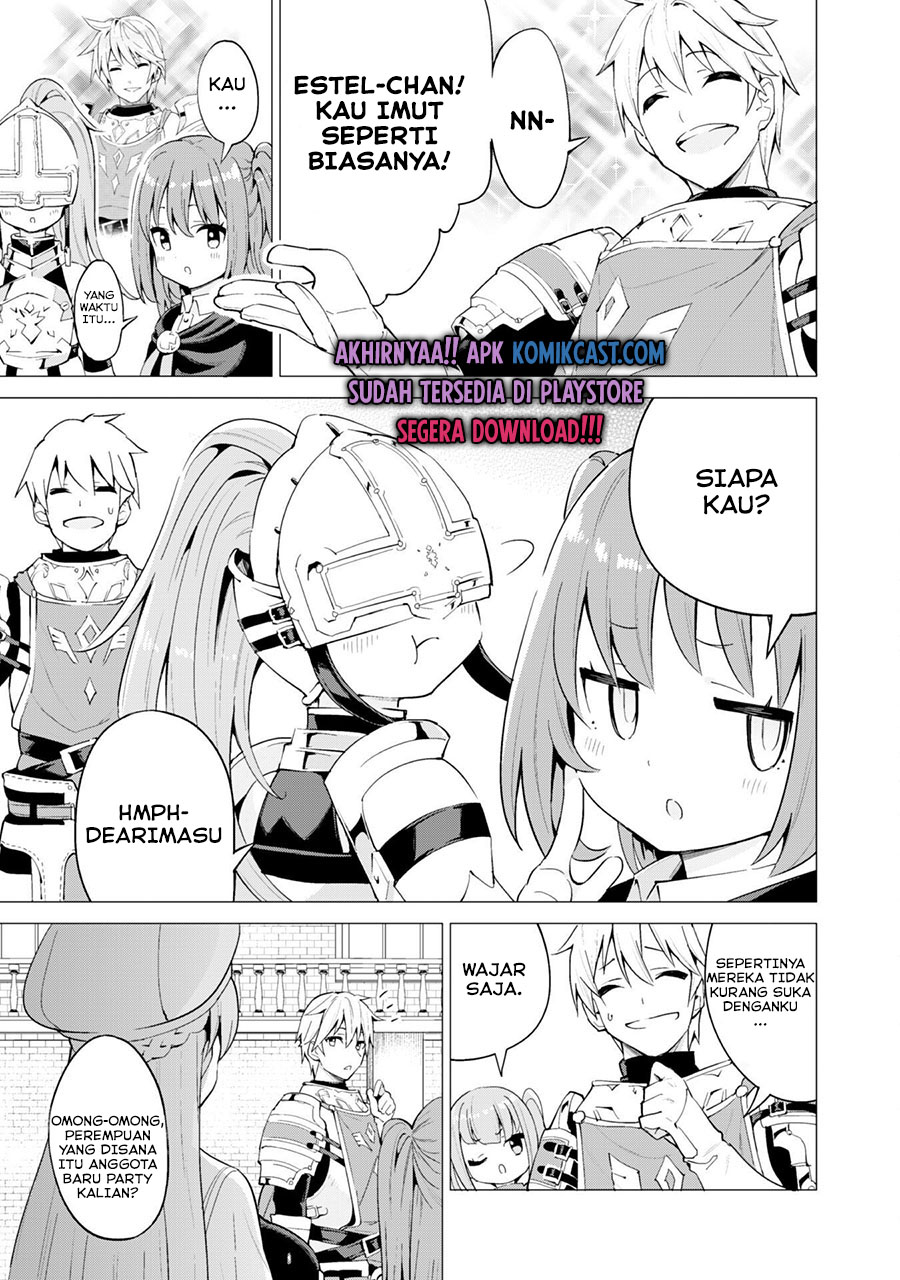 NN-
ESTEL-CHAN!
KAU IMUT
SEPERTI
BIASANYA!
KAU
...
YANG
WAKTU
ITU...
AKHIRNYAA!! APK KOMIKCAST.COM
SUDAH TERSEDIA DI PLAYSTORE
SEGERA DOWNLOAD!!!
SIAPA
KAU?
HMPH-
DEARIMASU
SEPERTINYA
MEREKA TIDAK
KURANG SUKA
DENGANKU
...
WAJAR
SAJA.
OMONG-OMONG,
PEREMPUAN
YANG DISANA
ITU ANGGOTA
BARU PARTY
KALIAN?